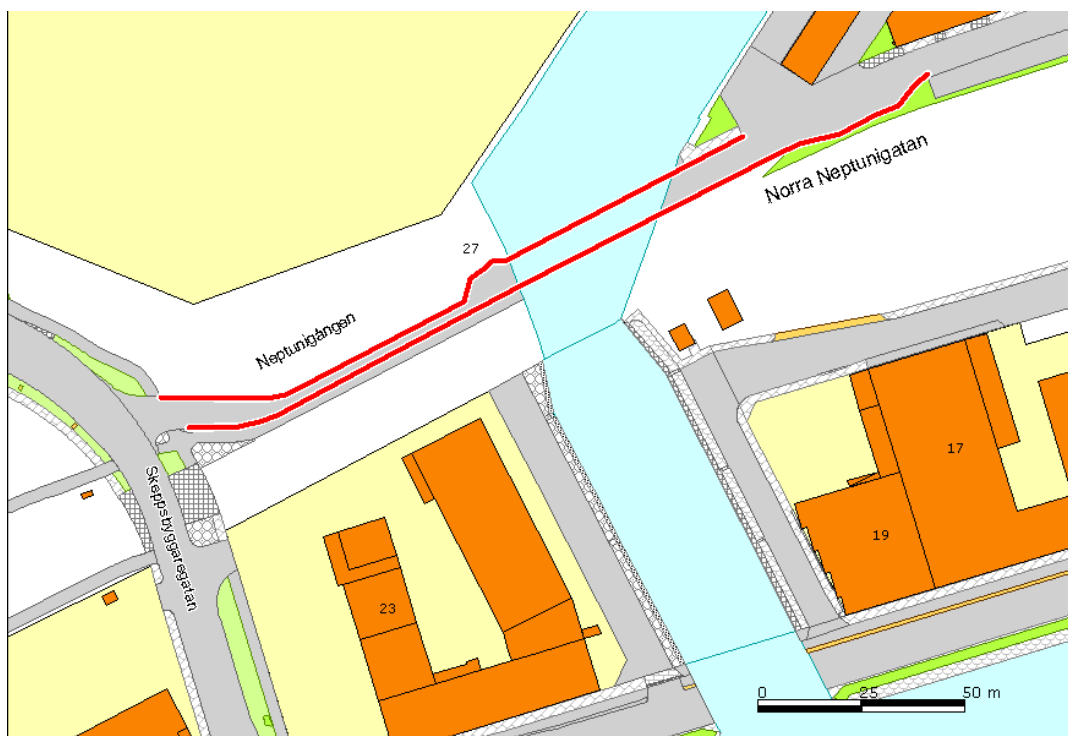 Norra Neptunigatan
27
Neptunigången
17
Skeppsbyggaregatan
19
23
0 25 50 m